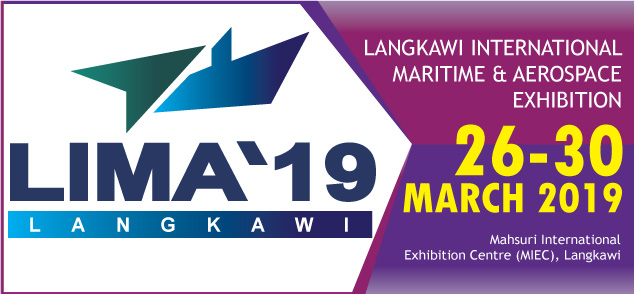 LIMA`19
LANGKAWI
LANGKAWI INTERNATIONAL
MARITIME & AEROSPACE
EXHIBITION
26-30
MARCH 2019
Mahsuri International
Exhibition Centre (MIEC), Langkawi